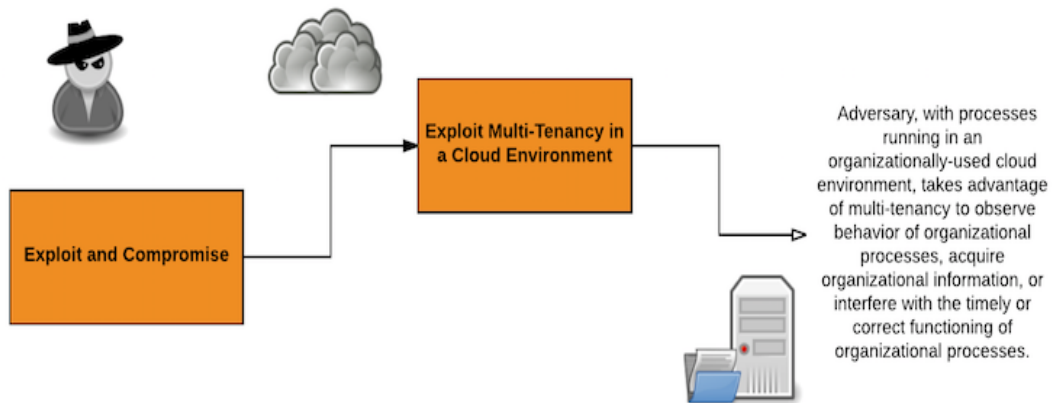 Exploit and Compromise
Exploit Multi-Tenancy in
a Cloud Environment
Adversary, with processes
running in an
organizationally-used cloud
environment, takes advantage
of multi-tenancy to observe
behavior of organizational
processes, acquire
organizational information, or
interfere with the timely or
correct functioning of
organizational processes.